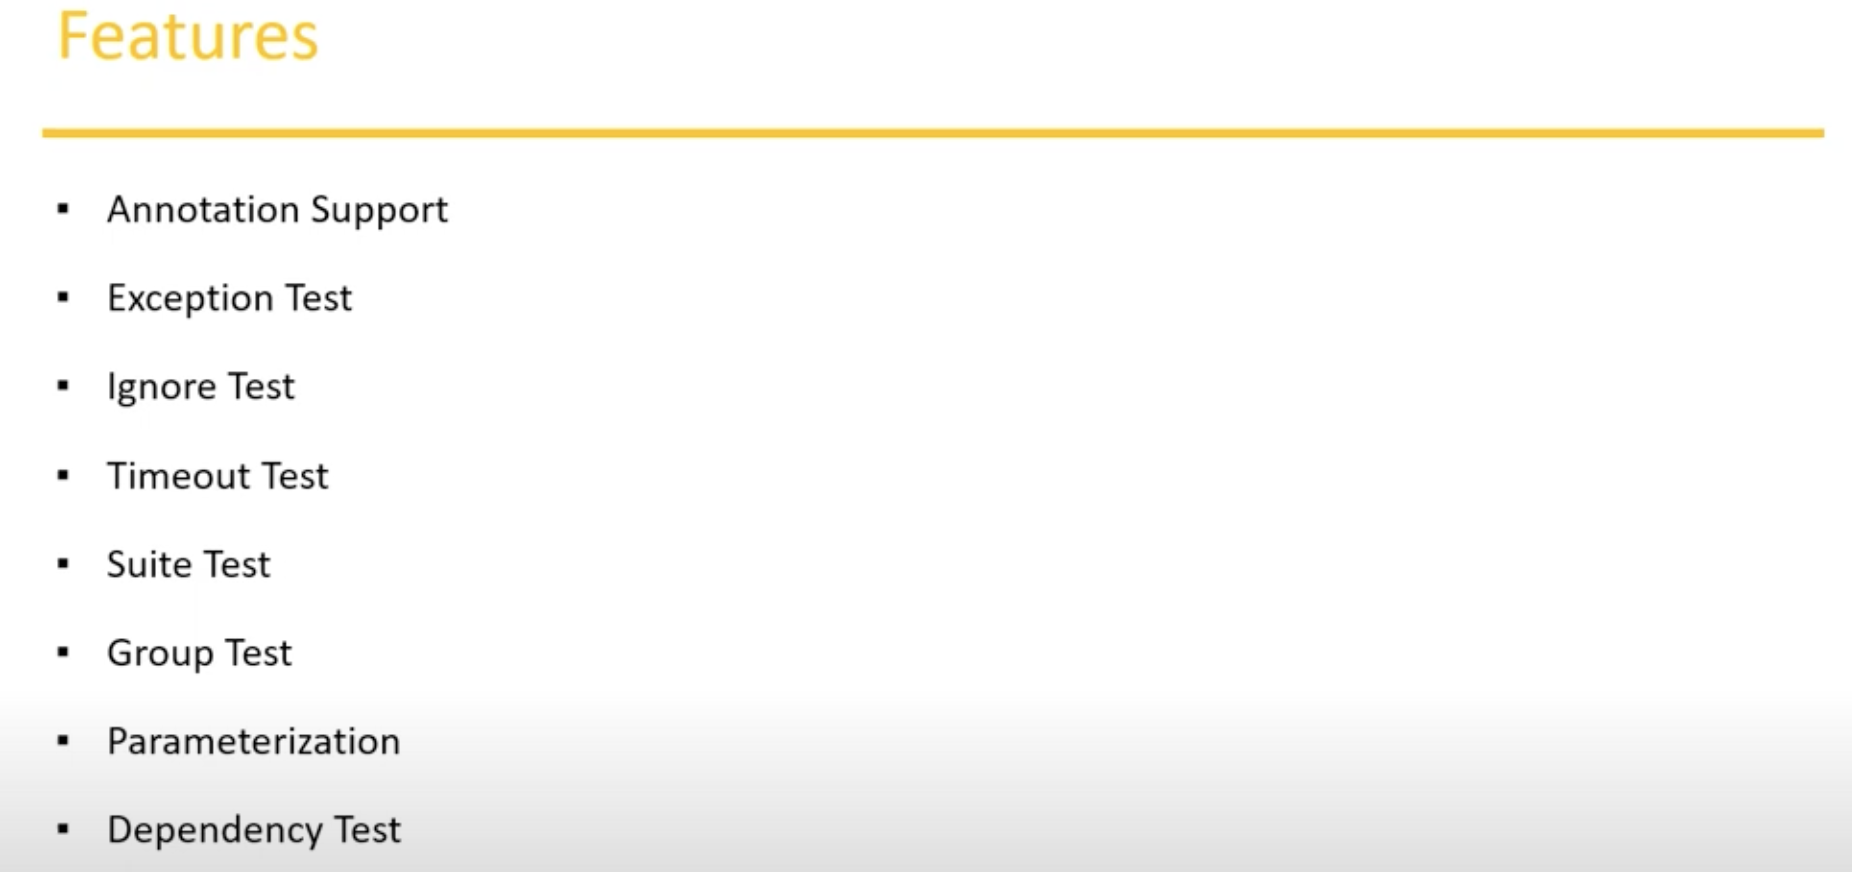 Features
▪ Annotation Support
▪ Exception Test
▪ Ignore Test
▪ Timeout Test
▪ Suite Test
▪ Group Test
▪ Parameterization
▪ Dependency Test